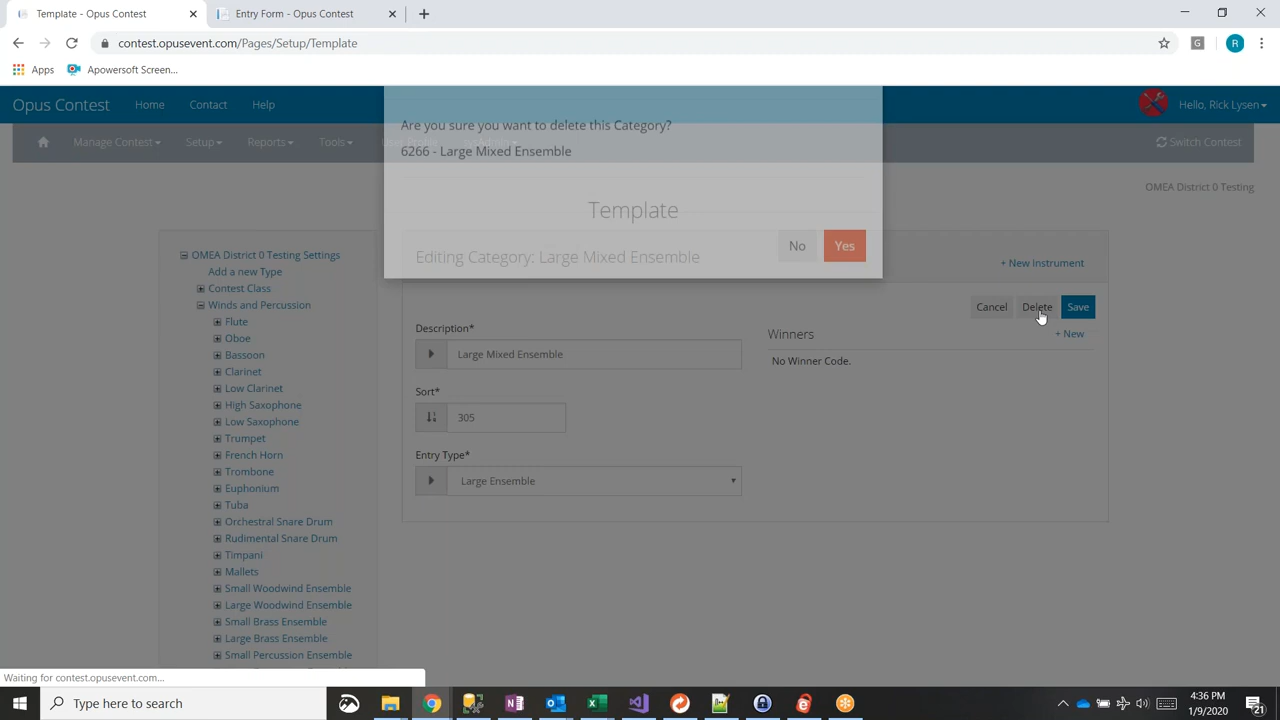 Template - Opus Contest
Entry Form - Opus Contest
contest.opusevent.com/Pages/Setup/Template
G
R
Apps
Apowersoft Screen...
Opus Contest
Home
Contact
Help
Hello, Rick Lysen
Manage Contest
Setup
Reports
Tools
Switch Contest
Are you sure you want to delete this Category?
6266 - Large Mixed Ensemble
No
Yes
OMEA District 0 Testing
Template
Editing Category: Large Mixed Ensemble
+ New Instrument
Cancel
Delete
Save
Description*
Large Mixed Ensemble
Sort*
305
Entry Type*
Large Ensemble
Winners
+ New
No Winner Code.
OMEA District 0 Testing Settings
Add a new Type
Contest Class
Winds and Percussion
Flute
Oboe
Bassoon
Clarinet
Low Clarinet
High Saxophone
Low Saxophone
Trumpet
French Horn
Trombone
Euphonium
Tuba
Orchestral Snare Drum
Rudimental Snare Drum
Timpani
Mallets
Small Woodwind Ensemble
Large Woodwind Ensemble
Small Brass Ensemble
Large Brass Ensemble
Small Percussion Ensemble
Waiting for contest.opusevent.com...
Type here to search
4:36 PM
1/9/2020
21